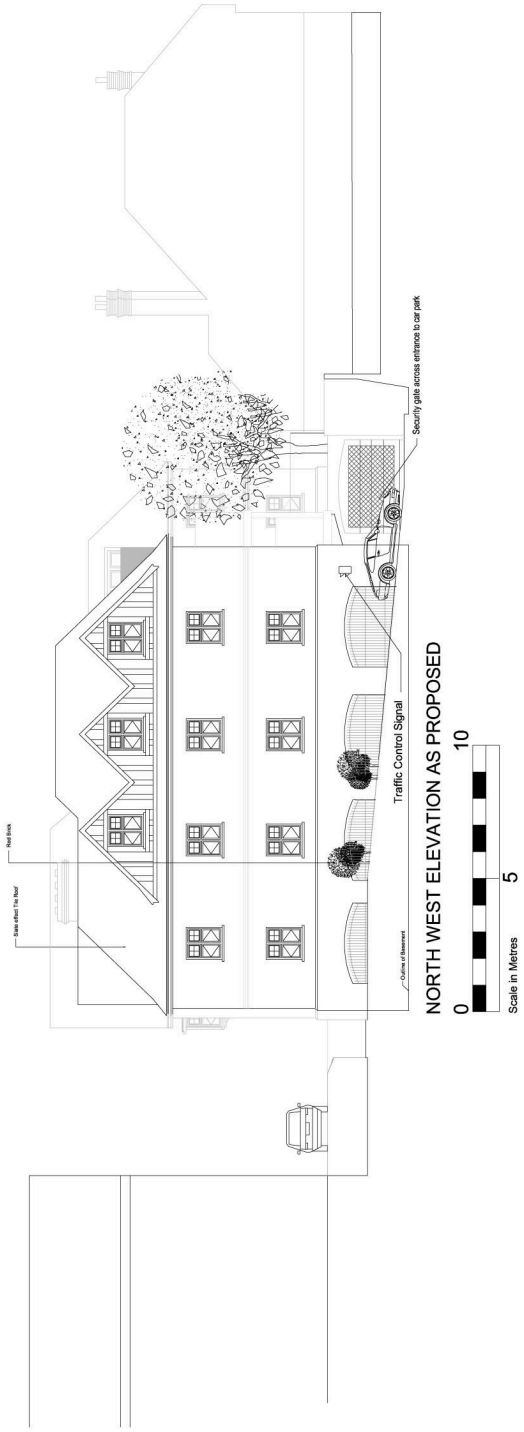 Red Brick
Slate effect Tile Roof
Security gate across entrance to car park
Traffic Control Signal
Outline of Basement
NORTH WEST ELEVATION AS PROPOSED
0 10
5
Scale in Metres